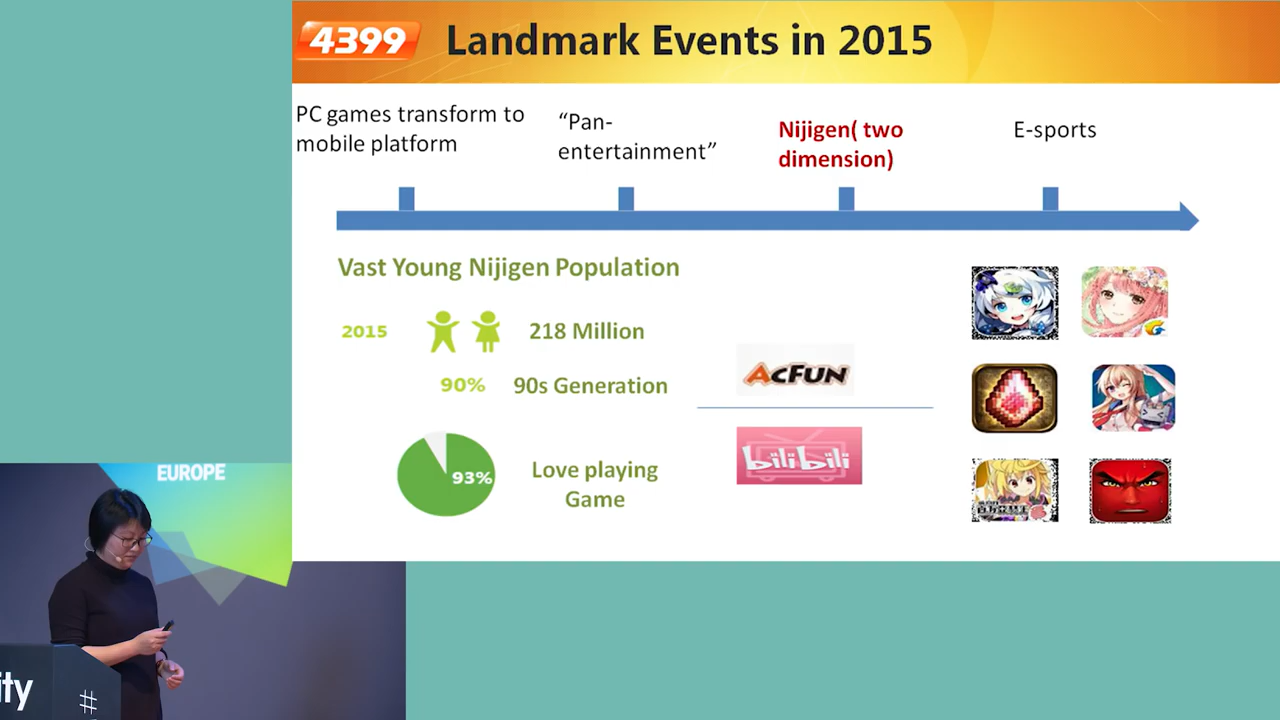 4399
Landmark Events in 2015
PC games transform to
mobile platform
“Pan-
entertainment”
Nijigen( two
dimension)
E-sports
Vast Young Nijigen Population
2015
218 Million
90%
90s Generation
93%
Love playing
Game
AcFUN
bilibili
EUROPE
ity
#